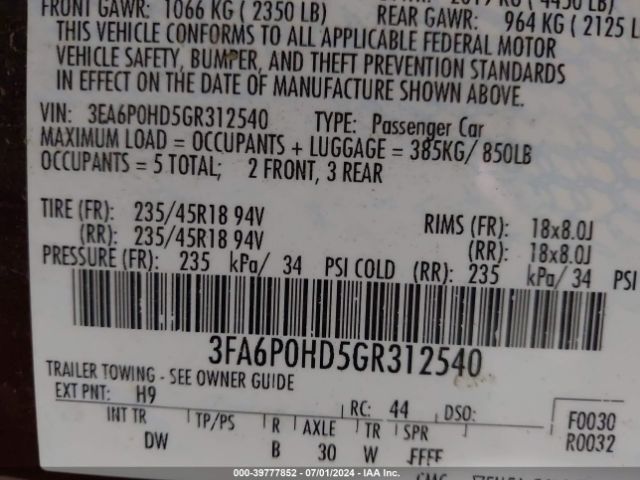 FRONT GAWR: 1066 KG ( 2350 LB) REAR GAWR: 964 KG ( 2125 L
THIS VEHICLE CONFORMS TO ALL APPLICABLE FEDERAL MOTOR
VEHICLE SAFETY, BUMPER, AND THEFT PREVENTION STANDARDS
IN EFFECT ON THE DATE OF MANUFACTURE SHOWN ABOVE.
VIN: 3FA6P0HD5GR312540 TYPE: Passenger Car
MAXIMUM LOAD = OCCUPANTS + LUGGAGE = 385KG/ 850LB
OCCUPANTS = 5 TOTAL; 2 FRONT, 3 REAR
TIRE (FR): 235/45R18 94V RIMS (FR): 18x8.0J
(RR): 235/45R18 94V (RR): 18x8.0J
PRESSURE (FR): 235 kPa/ 34 PSI COLD (RR): 235 kPa/ 34 PSI
3FA6P0HD5GR312540
TRAILER TOWING - SEE OWNER GUIDE
EXT PNT: H9 RC: 44 DSO: F0030
INT TR TP/PS R AXLE TR SPR R0032
DW B 30 W FFFF
000-39777852 | 07/01/2024 | IAA Inc.